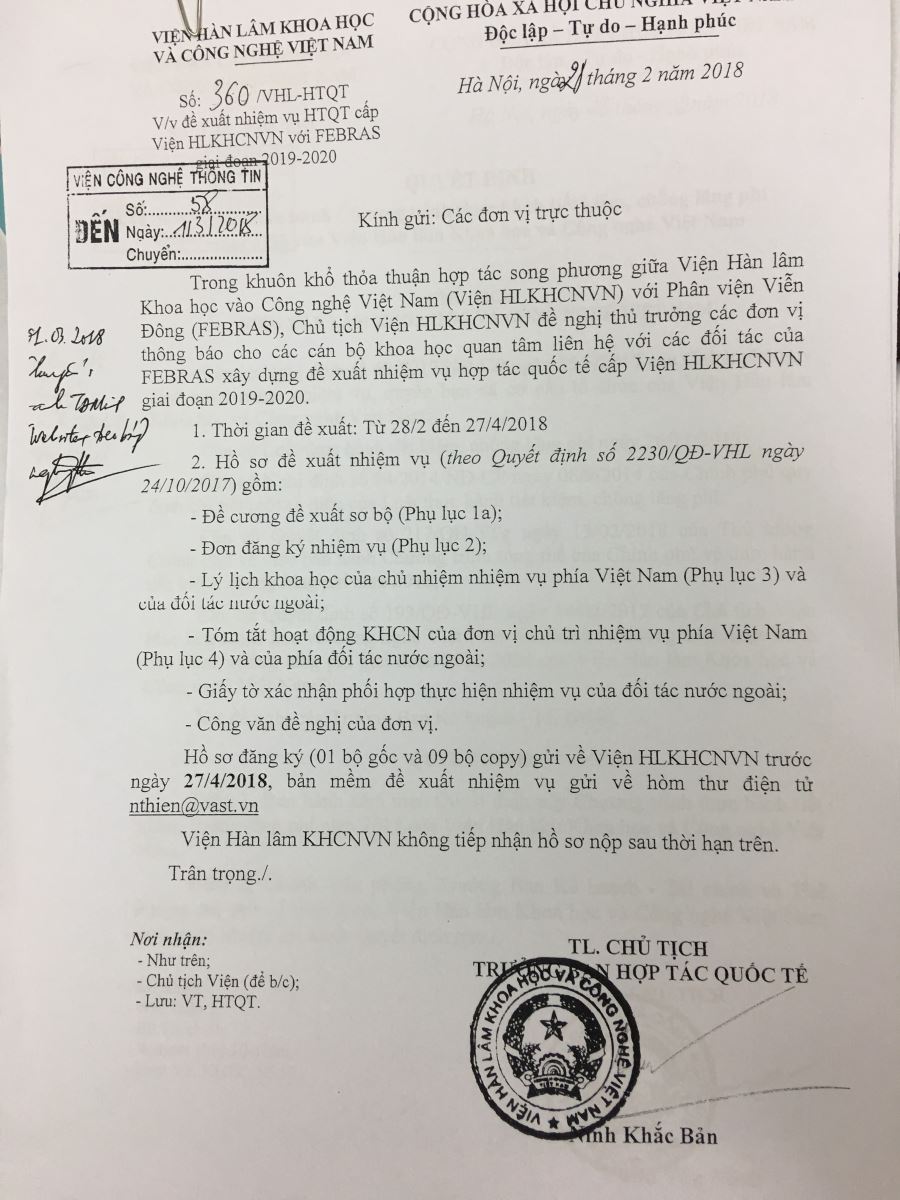 VIỆN HÀN LÂM KHOA HỌC
VÀ CÔNG NGHỆ VIỆT NAM
CỘNG HÒA XÃ HỘI CHỦ NGHĨA VIỆT NAM
Độc lập – Tự do – Hạnh phúc
Hà Nội, ngày 21 tháng 2 năm 2018
Số: 360 /VHL-HTQT
V/v đề xuất nhiệm vụ HTQT cấp
Viện HLKHCNVN với FEBRAS
giai đoạn 2019-2020
VIỆN CÔNG NGHỆ THÔNG TIN
ĐẾN
Số:.......58
Ngày:..1/3/2018
Chuyển:....................
Kính gửi: Các đơn vị trực thuộc
Trong khuôn khổ thỏa thuận hợp tác song phương giữa Viện Hàn lâm
Khoa học vào Công nghệ Việt Nam (Viện HLKHCNVN) với Phân viện Viễn
Đông (FEBRAS), Chủ tịch Viện HLKHCNVN đề nghị thủ trưởng các đơn vị
thông báo cho các cán bộ khoa học quan tâm liên hệ với các đối tác của
FEBRAS xây dựng đề xuất nhiệm vụ hợp tác quốc tế cấp Viện HLKHCNVN
giai đoạn 2019-2020.
1. Thời gian đề xuất: Từ 28/2 đến 27/4/2018
2. Hồ sơ đề xuất nhiệm vụ (theo Quyết định số 2230/QĐ-VHL ngày
24/10/2017) gồm:
- Đề cương đề xuất sơ bộ (Phụ lục 1a);
- Đơn đăng ký nhiệm vụ (Phụ lục 2);
- Lý lịch khoa học của chủ nhiệm nhiệm vụ phía Việt Nam (Phụ lục 3) và
của đối tác nước ngoài;
- Tóm tắt hoạt động KHCN của đơn vị chủ trì nhiệm vụ phía Việt Nam
(Phụ lục 4) và của phía đối tác nước ngoài;
- Giấy tờ xác nhận phối hợp thực hiện nhiệm vụ của đối tác nước ngoài;
- Công văn đề nghị của đơn vị.
Hồ sơ đăng ký (01 bộ gốc và 09 bộ copy) gửi về Viện HLKHCNVN trước
ngày 27/4/2018, bản mềm đề xuất nhiệm vụ gửi về hòm thư điện tử
nthien@vast.vn
Viện Hàn lâm KHCNVN không tiếp nhận hồ sơ nộp sau thời hạn trên.
Trân trọng./.
Nơi nhận:
- Như trên;
- Chủ tịch Viện (để b/c);
- Lưu: VT, HTQT.
TL. CHỦ TỊCH
TRƯỞNG BAN HỢP TÁC QUỐC TẾ
VIỆN HÀN LÂM KHOA HỌC VÀ CÔNG NGHỆ VIỆT NAM
VIỆT NAM
Ninh Khắc Bản